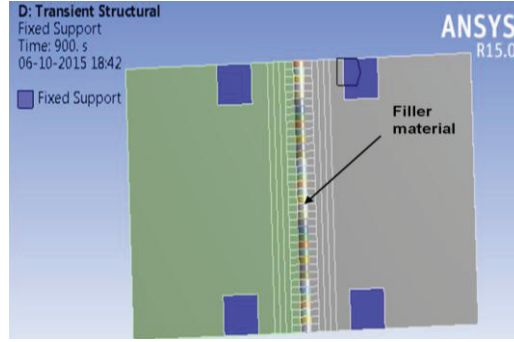 D: Transient Structural
Fixed Support
Time: 900. s
06-10-2015 18:42
Fixed Support
ANSYS
R15.0
Filler
material